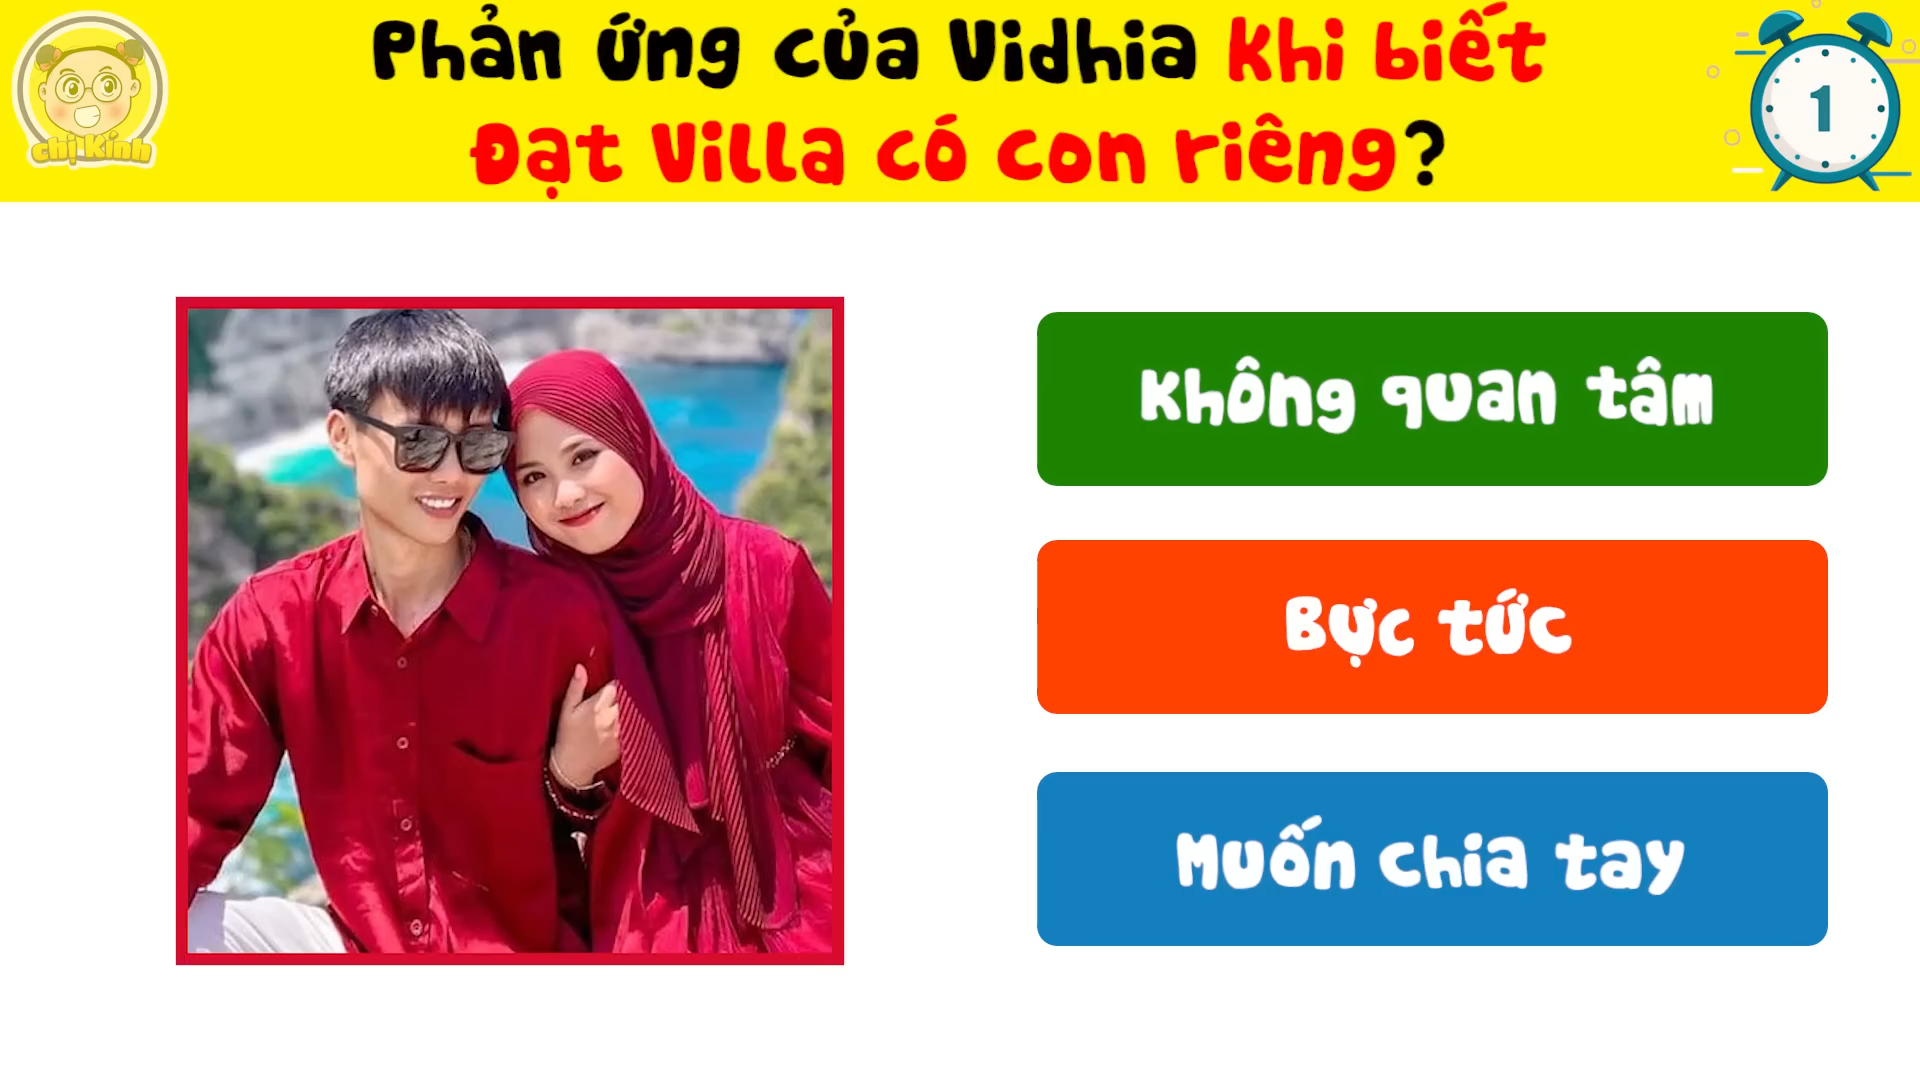 Phản ứng của Vidhia khi biết
Đạt Villa có con riêng?
chị Kính
1
Không quan tâm
Bực tức
Muốn chia tay